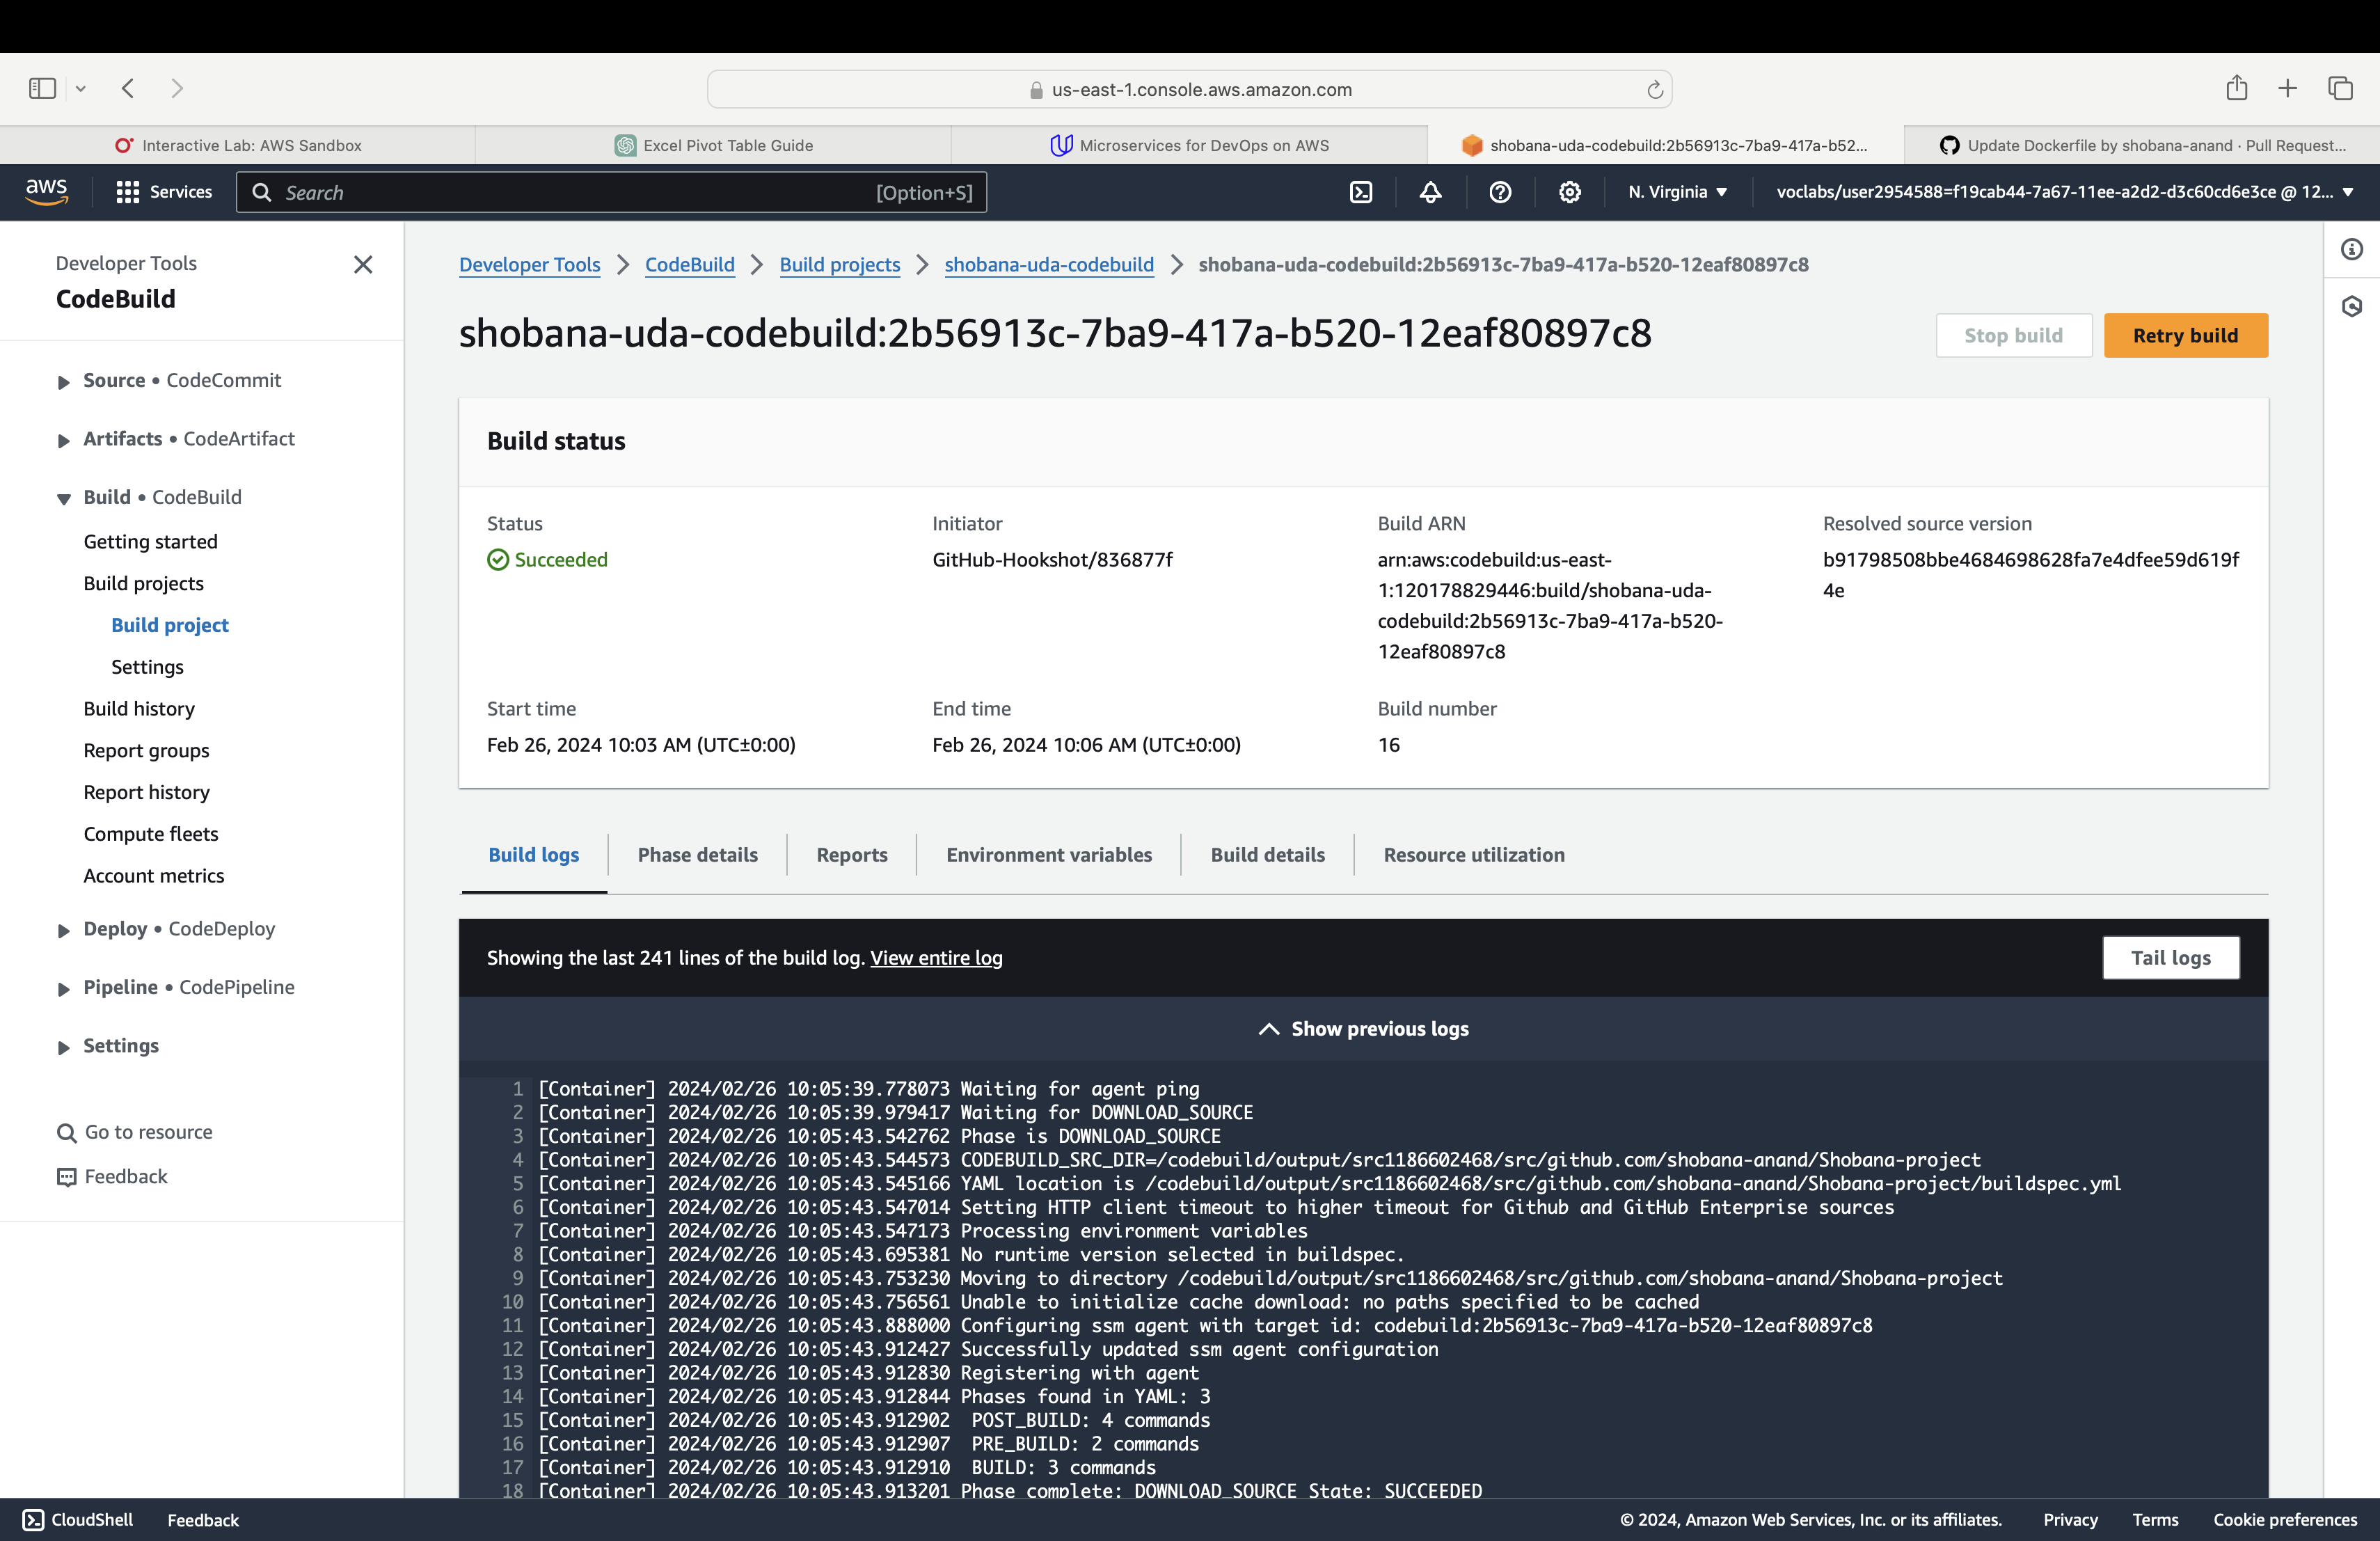 us-east-1.console.aws.amazon.com
Interactive Lab: AWS Sandbox
Excel Pivot Table Guide
Microservices for DevOps on AWS
shobana-uda-codebuild:2b56913c-7ba9-417a-b52...
Update Dockerfile by shobana-anand · Pull Request...
aws
Services
Search [Option+S]
N. Virginia
voclabs/user2954588=f19cab44-7a67-11ee-a2d2-d3c60cd6e3ce @ 12...
Developer Tools
CodeBuild
Source • CodeCommit
Artifacts • CodeArtifact
Build • CodeBuild
Getting started
Build projects
Build project
Settings
Build history
Report groups
Report history
Compute fleets
Account metrics
Deploy • CodeDeploy
Pipeline • CodePipeline
Settings
Go to resource
Feedback
Developer Tools > CodeBuild > Build projects > shobana-uda-codebuild > shobana-uda-codebuild:2b56913c-7ba9-417a-b520-12eaf80897c8
shobana-uda-codebuild:2b56913c-7ba9-417a-b520-12eaf80897c8
Stop build
Retry build
Build status
Status
Succeeded
Initiator
GitHub-Hookshot/836877f
Build ARN
arn:aws:codebuild:us-east-
1:120178829446:build/shobana-uda-
codebuild:2b56913c-7ba9-417a-b520-
12eaf80897c8
Resolved source version
b91798508bbe4684698628fa7e4dfee59d619f
4e
Start time
Feb 26, 2024 10:03 AM (UTC±0:00)
End time
Feb 26, 2024 10:06 AM (UTC±0:00)
Build number
16
Build logs
Phase details
Reports
Environment variables
Build details
Resource utilization
Showing the last 241 lines of the build log. View entire log
Tail logs
Show previous logs
1 [Container] 2024/02/26 10:05:39.778073 Waiting for agent ping
2 [Container] 2024/02/26 10:05:39.979417 Waiting for DOWNLOAD_SOURCE
3 [Container] 2024/02/26 10:05:43.542762 Phase is DOWNLOAD_SOURCE
4 [Container] 2024/02/26 10:05:43.544573 CODEBUILD_SRC_DIR=/codebuild/output/src1186602468/src/github.com/shobana-anand/Shobana-project
5 [Container] 2024/02/26 10:05:43.545166 YAML location is /codebuild/output/src1186602468/src/github.com/shobana-anand/Shobana-project/buildspec.yml
6 [Container] 2024/02/26 10:05:43.547014 Setting HTTP client timeout to higher timeout for Github and GitHub Enterprise sources
7 [Container] 2024/02/26 10:05:43.547173 Processing environment variables
8 [Container] 2024/02/26 10:05:43.695381 No runtime version selected in buildspec.
9 [Container] 2024/02/26 10:05:43.753230 Moving to directory /codebuild/output/src1186602468/src/github.com/shobana-anand/Shobana-project
10 [Container] 2024/02/26 10:05:43.756561 Unable to initialize cache download: no paths specified to be cached
11 [Container] 2024/02/26 10:05:43.888000 Configuring ssm agent with target id: codebuild:2b56913c-7ba9-417a-b520-12eaf80897c8
12 [Container] 2024/02/26 10:05:43.912427 Successfully updated ssm agent configuration
13 [Container] 2024/02/26 10:05:43.912830 Registering with agent
14 [Container] 2024/02/26 10:05:43.912844 Phases found in YAML: 3
15 [Container] 2024/02/26 10:05:43.912902  POST_BUILD: 4 commands
16 [Container] 2024/02/26 10:05:43.912907  PRE_BUILD: 2 commands
17 [Container] 2024/02/26 10:05:43.912910  BUILD: 3 commands
18 [Container] 2024/02/26 10:05:43.913201 Phase complete: DOWNLOAD_SOURCE State: SUCCEEDED
CloudShell
Feedback
© 2024, Amazon Web Services, Inc. or its affiliates.
Privacy
Terms
Cookie preferences